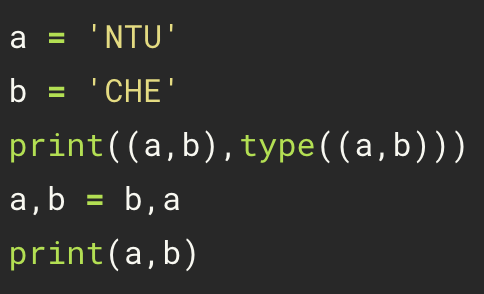 a = 'NTU'
b = 'CHE'
print((a,b),type((a,b)))
a,b = b,a
print(a,b)